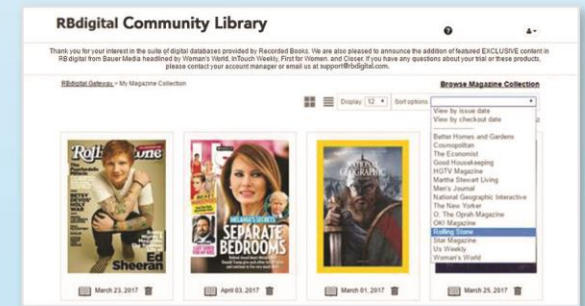 RBdigital Community Library
Thank you for your interest in the suite of digital databases provided by Recorded Books. We are also pleased to announce the addition of featured EXCLUSIVE content in
RBdigital from Bauer Media headlined by Woman's World, InTouch Weekly, First for Women, and Closer. If you have any questions about your trial or these products,
please contact your account manager or email us at support@rbdigital.com.
RBdigital Gateway > My Magazine Collection
Browse Magazine Collection
Display 12 Sort options
View by issue date
View by checkout date
Better Homes and Gardens
Cosmopolitan
The Economist
Good Housekeeping
HGTV Magazine
Martha Stewart Living
Men's Journal
National Geographic Interactive
The New Yorker
O, The Oprah Magazine
OK! Magazine
Rolling Stone
Star Magazine
Us Weekly
Woman's World
BETSY
DEVOS'
HOLY
WAR
Ed
Sheeran
MELANIA'S SECRETS
SEPARATE
BEDROOMS
NATIONAL
GEOGRAPHIC
March 23, 2017
April 03, 2017
March 01, 2017
March 25, 2017